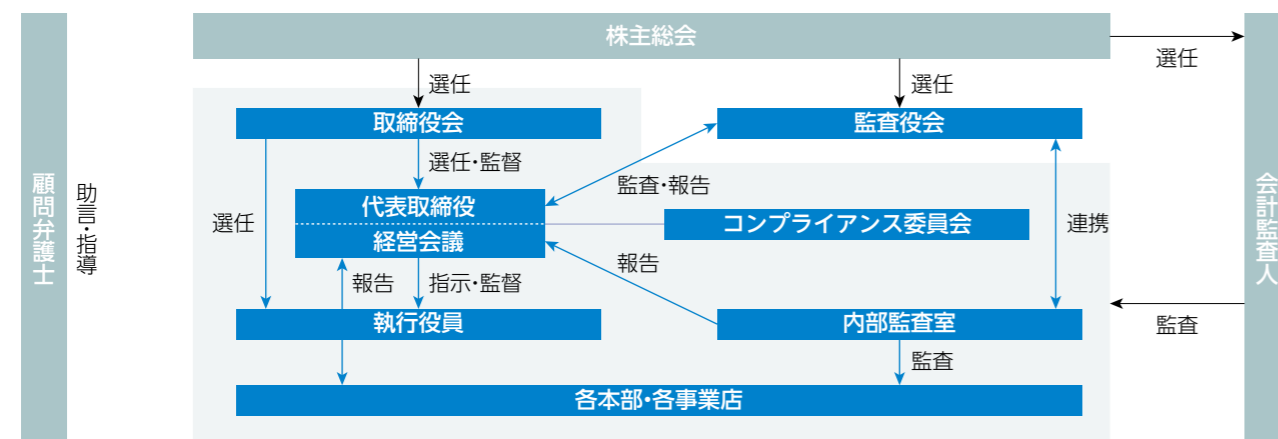 株主総会
選任
選任
選任
取締役会
監査役会
選任・監督
監査・報告
顧問弁護士
助言・指導
選任
代表取締役
経営会議
コンプライアンス委員会
連携
会計監査人
報告
指示・監督
報告
執行役員
内部監査室
監査
監査
各本部・各事業店